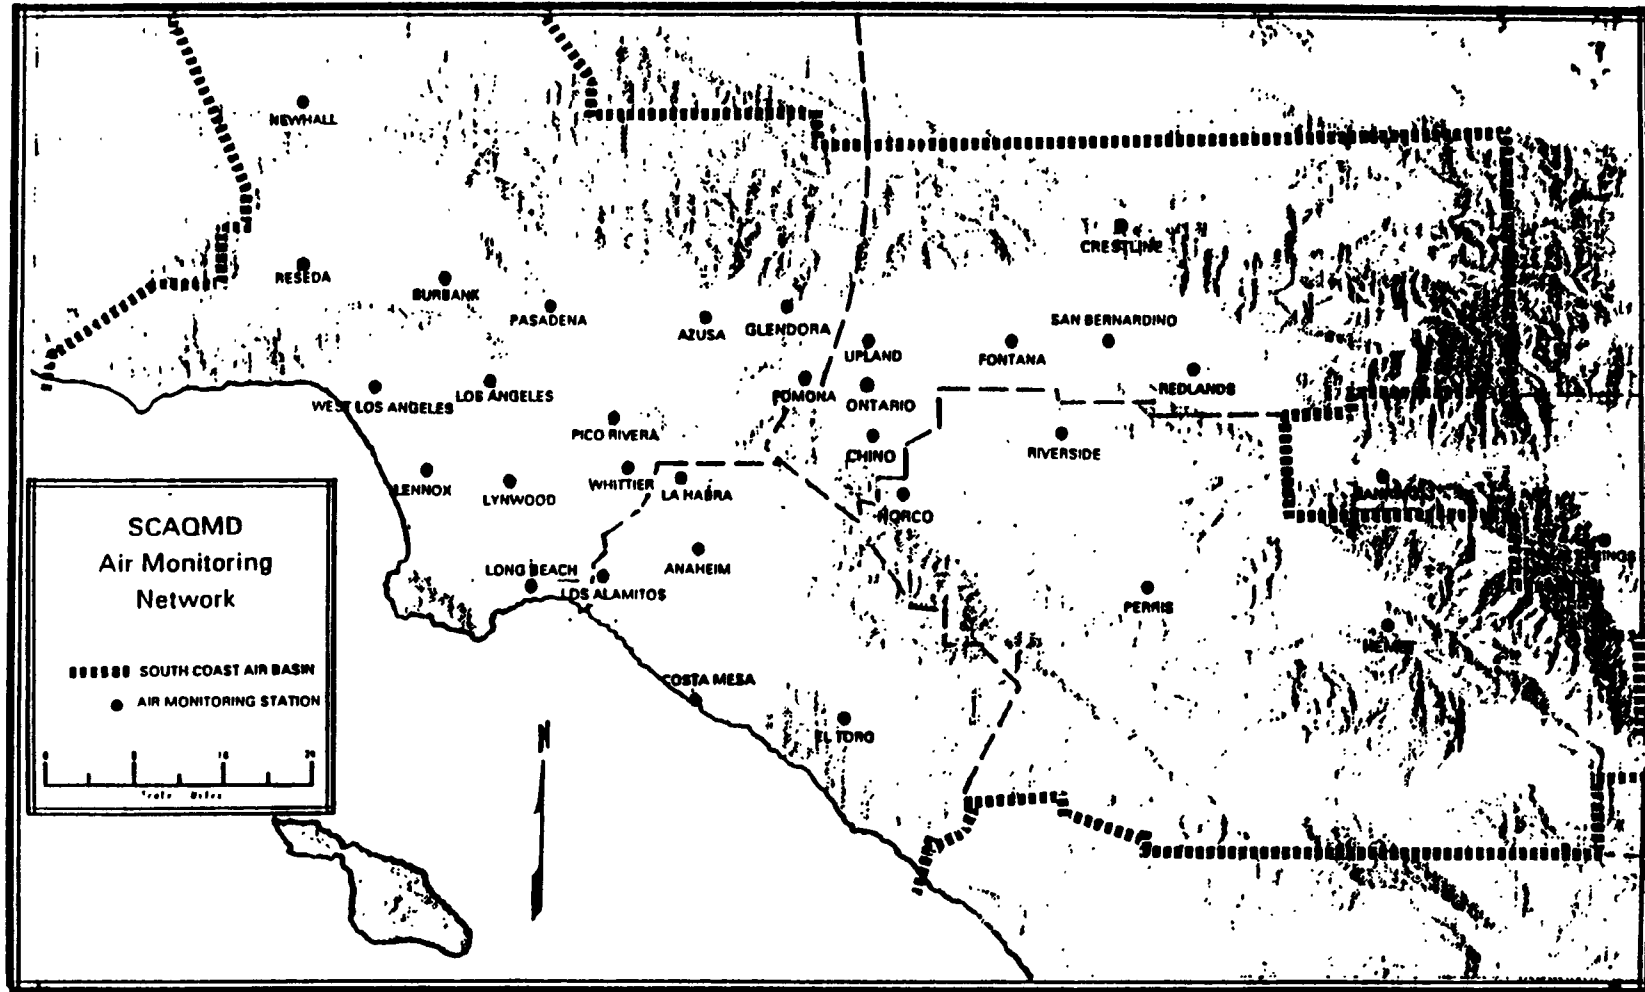 NEWHALL
CRESTLINE
RESEDA
BURBANK
PASADENA
AZUSA
GLENDORA
SAN BERNARDINO
UPLAND
FONTANA
REDLANDS
WEST LOS ANGELES
LOS ANGELES
POMONA
ONTARIO
PICO RIVERA
CHINO
RIVERSIDE
LENNOX
LYNWOOD
WHITTIER
LA HABRA
NORCO
SCAQMD
Air Monitoring
Network
LONG BEACH
LOS ALAMITOS
ANAHEIM
PERRIS
HEMET
SOUTH COAST AIR BASIN
AIR MONITORING STATION
COSTA MESA
EL TORO
N